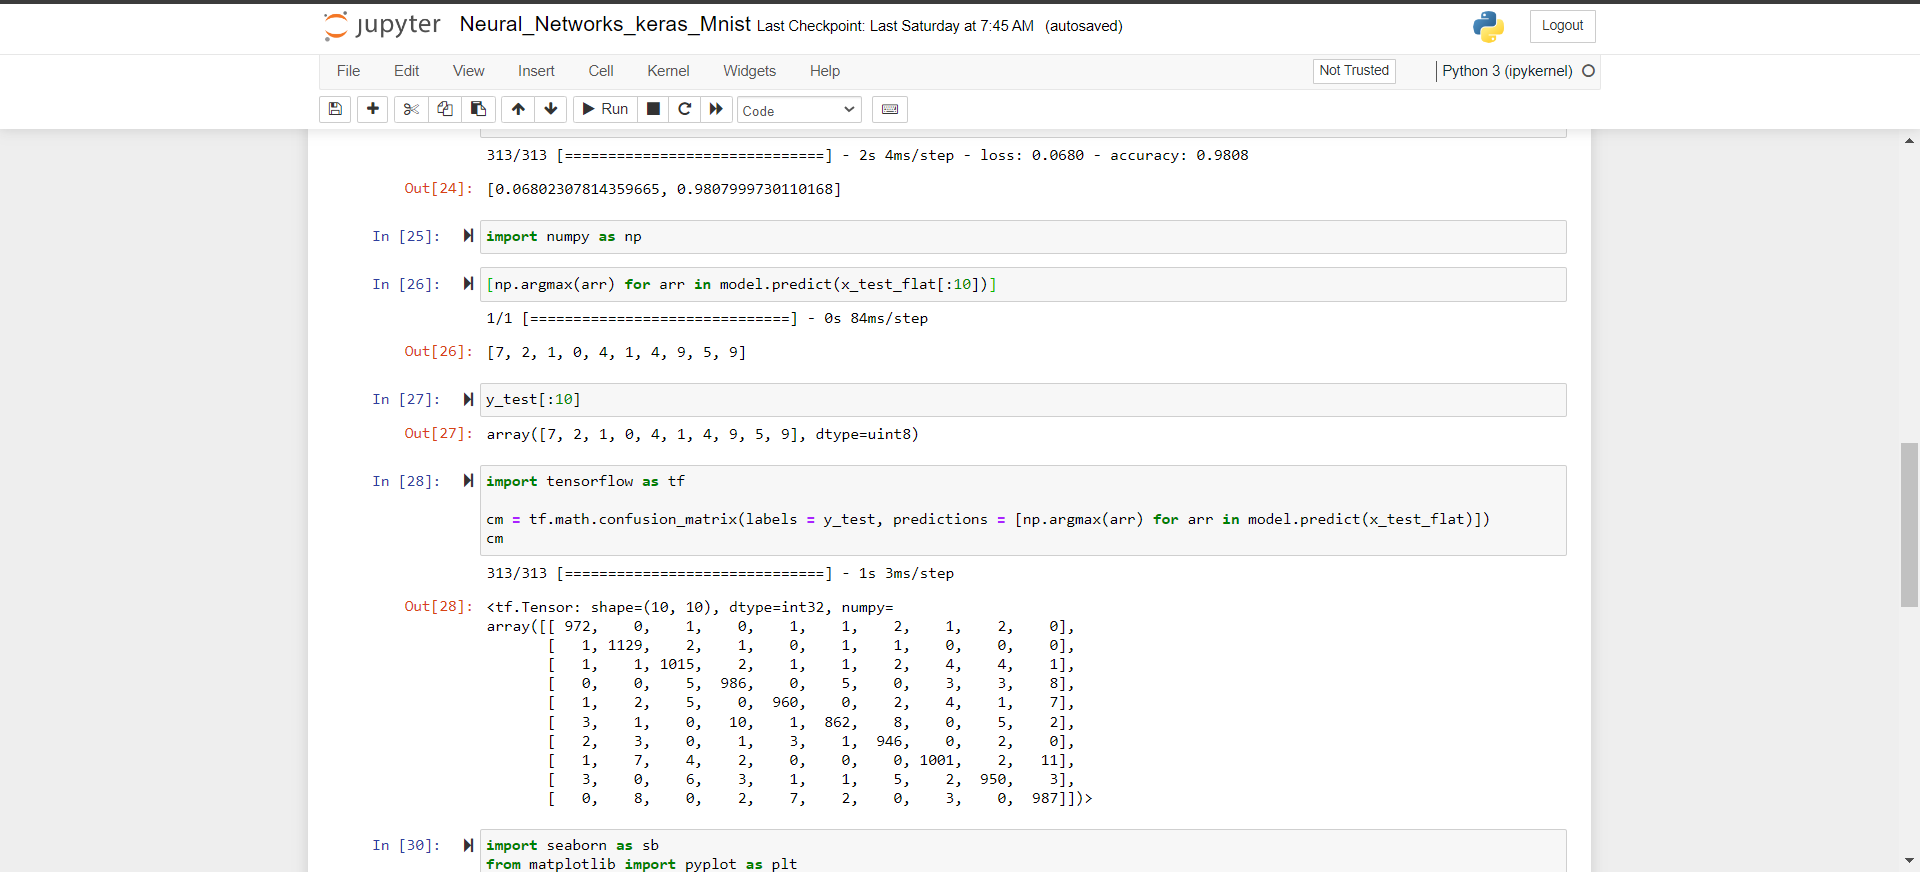 jupyter Neural_Networks_keras_Mnist Last Checkpoint: Last Saturday at 7:45 AM (autosaved) Logout
File Edit View Insert Cell Kernel Widgets Help Not Trusted Python 3 (ipykernel)
Run Code
313/313 [==============================] - 2s 4ms/step - loss: 0.0680 - accuracy: 0.9808
Out[24]: [0.06802307814359665, 0.9807999730110168]
In [25]: import numpy as np
In [26]: [np.argmax(arr) for arr in model.predict(x_test_flat[:10])]
1/1 [==============================] - 0s 84ms/step
Out[26]: [7, 2, 1, 0, 4, 1, 4, 9, 5, 9]
In [27]: y_test[:10]
Out[27]: array([7, 2, 1, 0, 4, 1, 4, 9, 5, 9], dtype=uint8)
In [28]: import tensorflow as tf
cm = tf.math.confusion_matrix(labels = y_test, predictions = [np.argmax(arr) for arr in model.predict(x_test_flat)])
cm
313/313 [==============================] - 1s 3ms/step
Out[28]: <tf.Tensor: shape=(10, 10), dtype=int32, numpy=
array([[ 972, 0, 1, 0, 1, 1, 2, 1, 2, 0],
[ 1, 1129, 2, 1, 0, 1, 1, 0, 0, 0],
[ 1, 1, 1015, 2, 1, 1, 2, 4, 4, 1],
[ 0, 0, 5, 986, 0, 5, 0, 3, 3, 8],
[ 1, 2, 5, 0, 960, 0, 2, 4, 1, 7],
[ 3, 1, 0, 10, 1, 862, 8, 0, 5, 2],
[ 2, 3, 0, 1, 3, 1, 946, 0, 2, 0],
[ 1, 7, 4, 2, 0, 0, 0, 1001, 2, 11],
[ 3, 0, 6, 3, 1, 1, 5, 2, 950, 3],
[ 0, 8, 0, 2, 7, 2, 0, 3, 0, 987]])>
In [30]: import seaborn as sb
from matplotlib import pyplot as plt